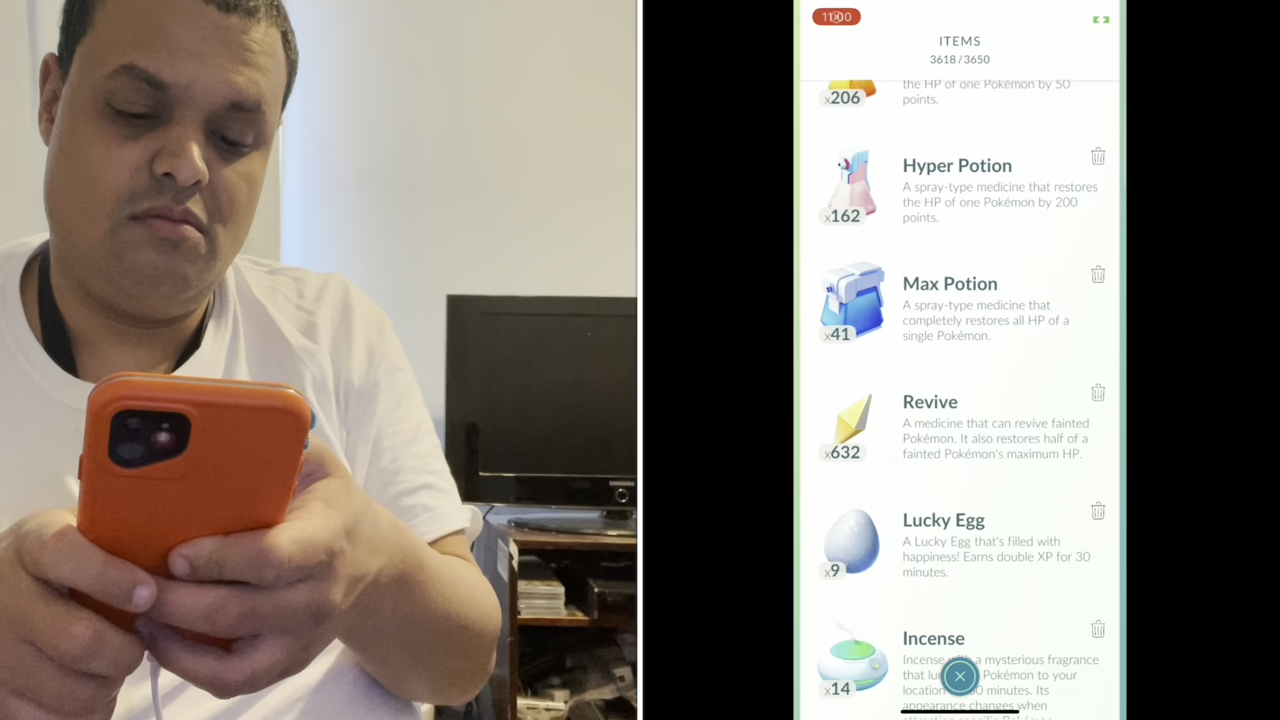 11:00
ITEMS
3618/3650
the HP of one Pokémon by 50
points.
x206
Hyper Potion
A spray-type medicine that restores
the HP of one Pokémon by 200
points.
x162
Max Potion
A spray-type medicine that
completely restores all HP of a
single Pokémon.
x41
Revive
A medicine that can revive fainted
Pokémon. It also restores half of a
fainted Pokémon's maximum HP.
x632
Lucky Egg
A Lucky Egg that's filled with
happiness! Earns double XP for 30
minutes.
x9
Incense
Incense with a mysterious fragrance
that Pokémon to your
location minutes. Its
appearance changes when
x14
SAMSUNG